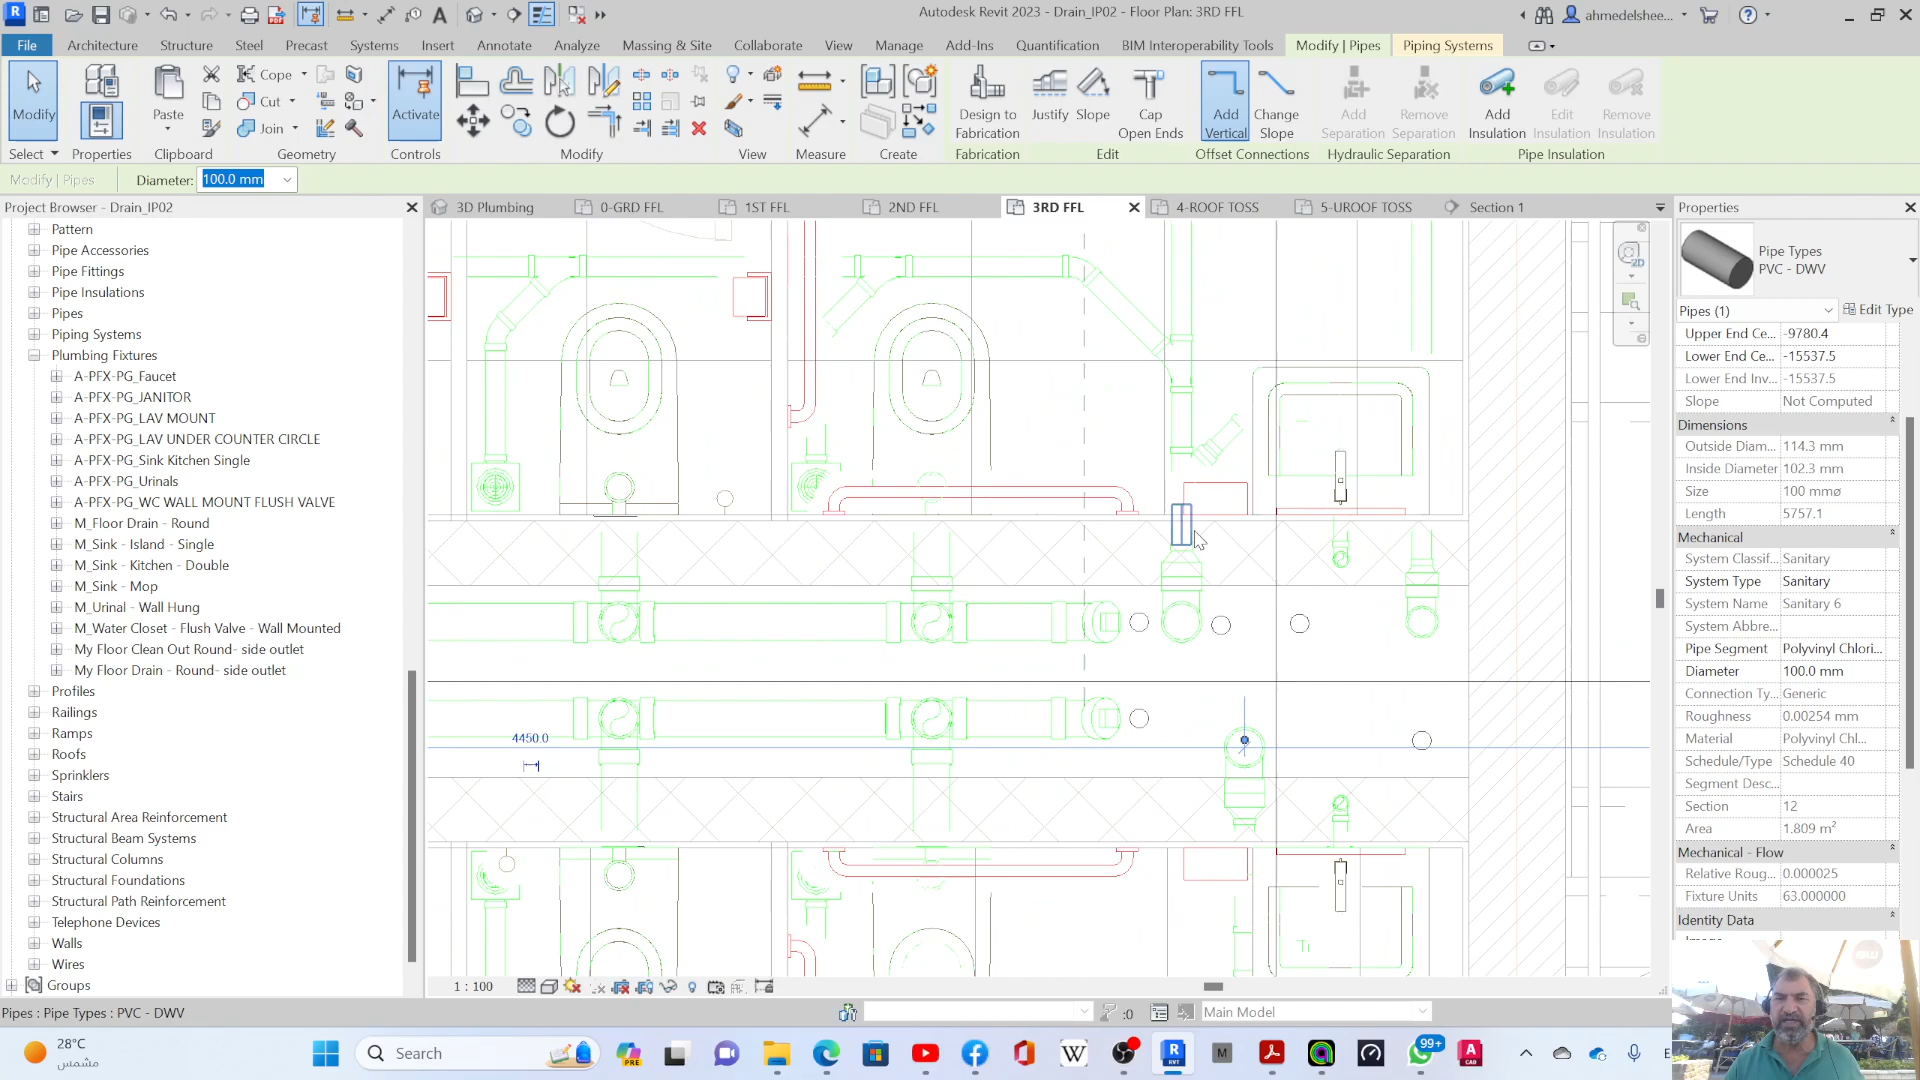 Autodesk Revit 2023 - Drain_IP02 - Floor Plan: 3RD FFL
ahmedelshee...
File Architecture Structure Steel Precast Systems Insert Annotate Analyze Massing & Site Collaborate View Manage Add-Ins Quantification BIM Interoperability Tools Modify | Pipes Piping Systems
Modify
Paste
Cope
Cut
Join
Activate
Design to Fabrication
Justify Slope
Cap Open Ends
Add Vertical
Change Slope
Add Separation
Remove Separation
Add Insulation
Edit Insulation
Remove Insulation
Select Properties Clipboard Geometry Controls Modify View Measure Create Fabrication Edit Offset Connections Hydraulic Separation Pipe Insulation
Modify | Pipes Diameter: 100.0 mm
Project Browser - Drain_IP02
3D Plumbing 0-GRD FFL 1ST FFL 2ND FFL 3RD FFL 4-ROOF TOSS 5-UROOF TOSS Section 1
Pattern
Pipe Accessories
Pipe Fittings
Pipe Insulations
Pipes
Piping Systems
Plumbing Fixtures
A-PFX-PG_Faucet
A-PFX-PG_JANITOR
A-PFX-PG_LAV MOUNT
A-PFX-PG_LAV UNDER COUNTER CIRCLE
A-PFX-PG_Sink Kitchen Single
A-PFX-PG_Urinals
A-PFX-PG_WC WALL MOUNT FLUSH VALVE
M_Floor Drain - Round
M_Sink - Island - Single
M_Sink - Kitchen - Double
M_Sink - Mop
M_Urinal - Wall Hung
M_Water Closet - Flush Valve - Wall Mounted
My Floor Clean Out Round- side outlet
My Floor Drain - Round- side outlet
Profiles
Railings
Ramps
Roofs
Sprinklers
Stairs
Structural Area Reinforcement
Structural Beam Systems
Structural Columns
Structural Foundations
Structural Path Reinforcement
Telephone Devices
Walls
Wires
Groups
4450.0
2D
Properties
Pipe Types
PVC - DWV
Pipes (1) Edit Type
Upper End Ce... -9780.4
Lower End Ce... -15537.5
Lower End Inv... -15537.5
Slope Not Computed
Dimensions
Outside Diam... 114.3 mm
Inside Diameter 102.3 mm
Size 100 mmø
Length 5757.1
Mechanical
System Classif... Sanitary
System Type Sanitary
System Name Sanitary 6
System Abbre...
Pipe Segment Polyvinyl Chlori...
Diameter 100.0 mm
Connection Ty... Generic
Roughness 0.00254 mm
Material Polyvinyl Chl...
Schedule/Type Schedule 40
Segment Desc...
Section 12
Area 1.809 m²
Mechanical - Flow
Relative Roug... 0.000025
Fixture Units 63.000000
Identity Data
1 : 100
Pipes : Pipe Types : PVC - DWV
:0
Main Model
28°C
مشمس
Search
PRE
99+